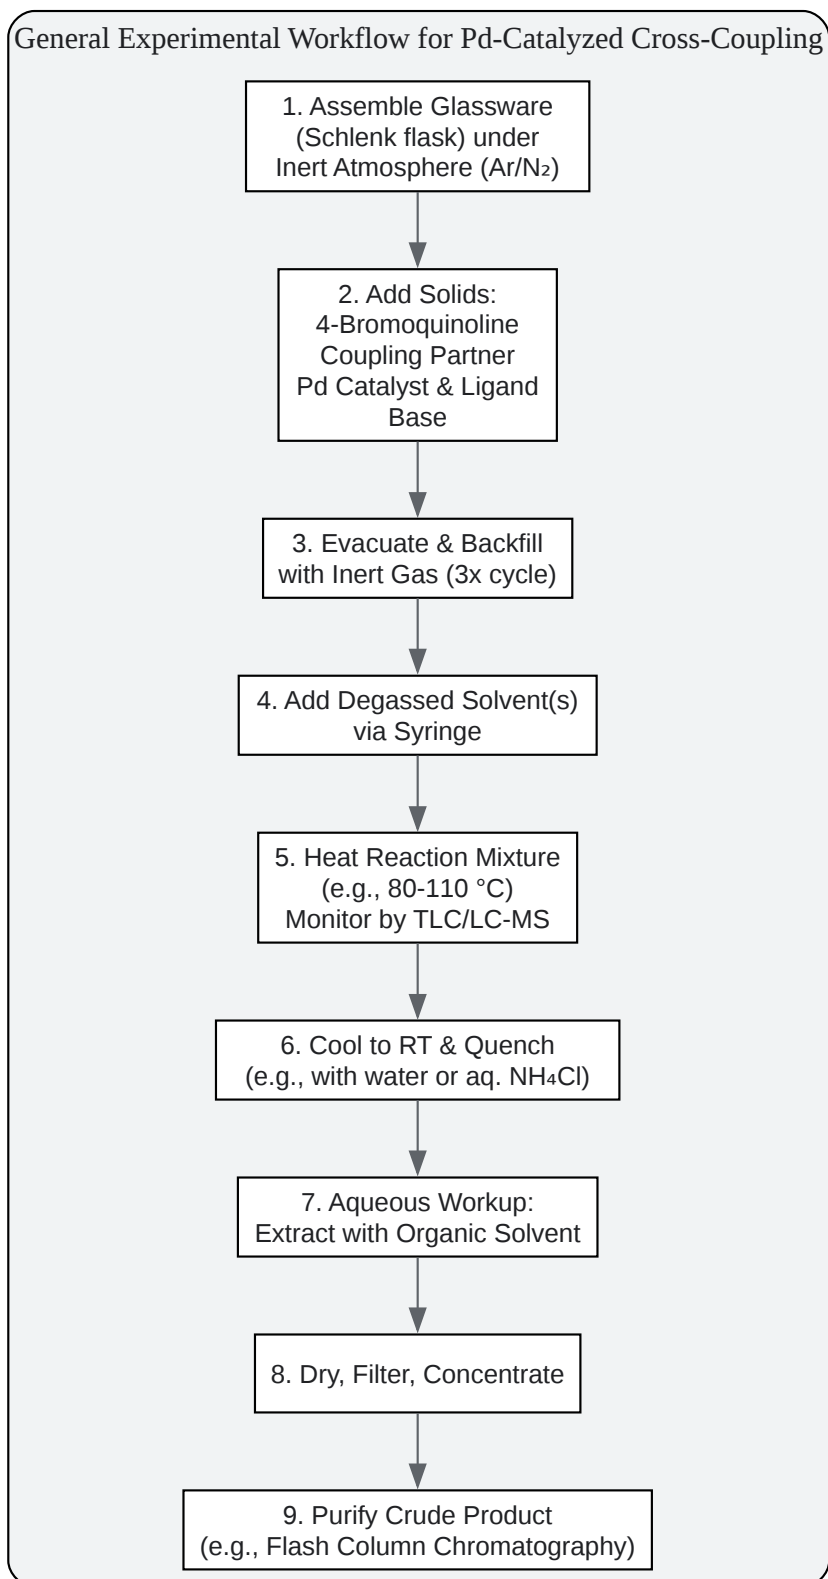 General Experimental Workflow for Pd-Catalyzed Cross-Coupling
1. Assemble Glassware
(Schlenk flask) under
Inert Atmosphere (Ar/N₂)
2. Add Solids:
4-Bromoquinoline
Coupling Partner
Pd Catalyst & Ligand
Base
3. Evacuate & Backfill
with Inert Gas (3x cycle)
4. Add Degassed Solvent(s)
via Syringe
5. Heat Reaction Mixture
(e.g., 80-110 °C)
Monitor by TLC/LC-MS
6. Cool to RT & Quench
(e.g., with water or aq. NH₄Cl)
7. Aqueous Workup:
Extract with Organic Solvent
8. Dry, Filter, Concentrate
9. Purify Crude Product
(e.g., Flash Column Chromatography)